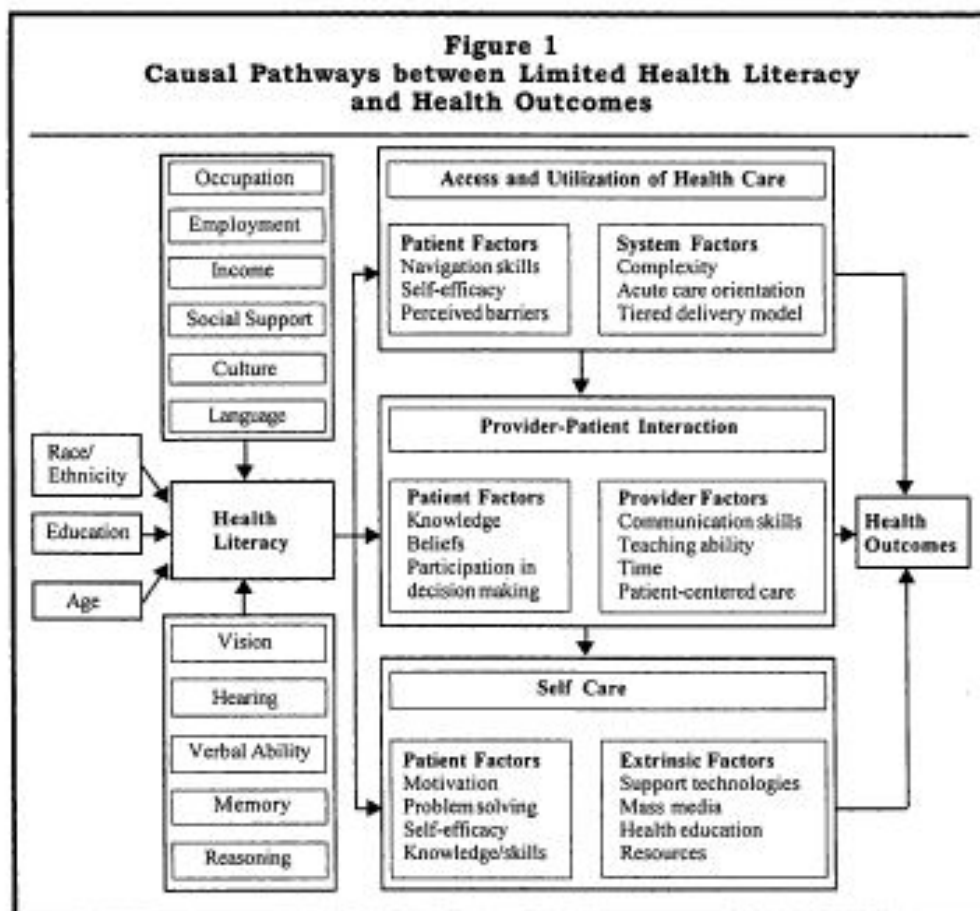 Figure 1
Causal Pathways between Limited Health Literacy
and Health Outcomes
Occupation
Employment
Income
Social Support
Culture
Language
Race/
Ethnicity
Education
Age
Health
Literacy
Vision
Hearing
Verbal Ability
Memory
Reasoning
Access and Utilization of Health Care
Patient Factors
Navigation skills
Self-efficacy
Perceived barriers
System Factors
Complexity
Acute care orientation
Tiered delivery model
Provider-Patient Interaction
Patient Factors
Knowledge
Beliefs
Participation in
decision making
Provider Factors
Communication skills
Teaching ability
Time
Patient-centered care
Self Care
Patient Factors
Motivation
Problem solving
Self-efficacy
Knowledge/skills
Extrinsic Factors
Support technologies
Mass media
Health education
Resources
Health
Outcomes